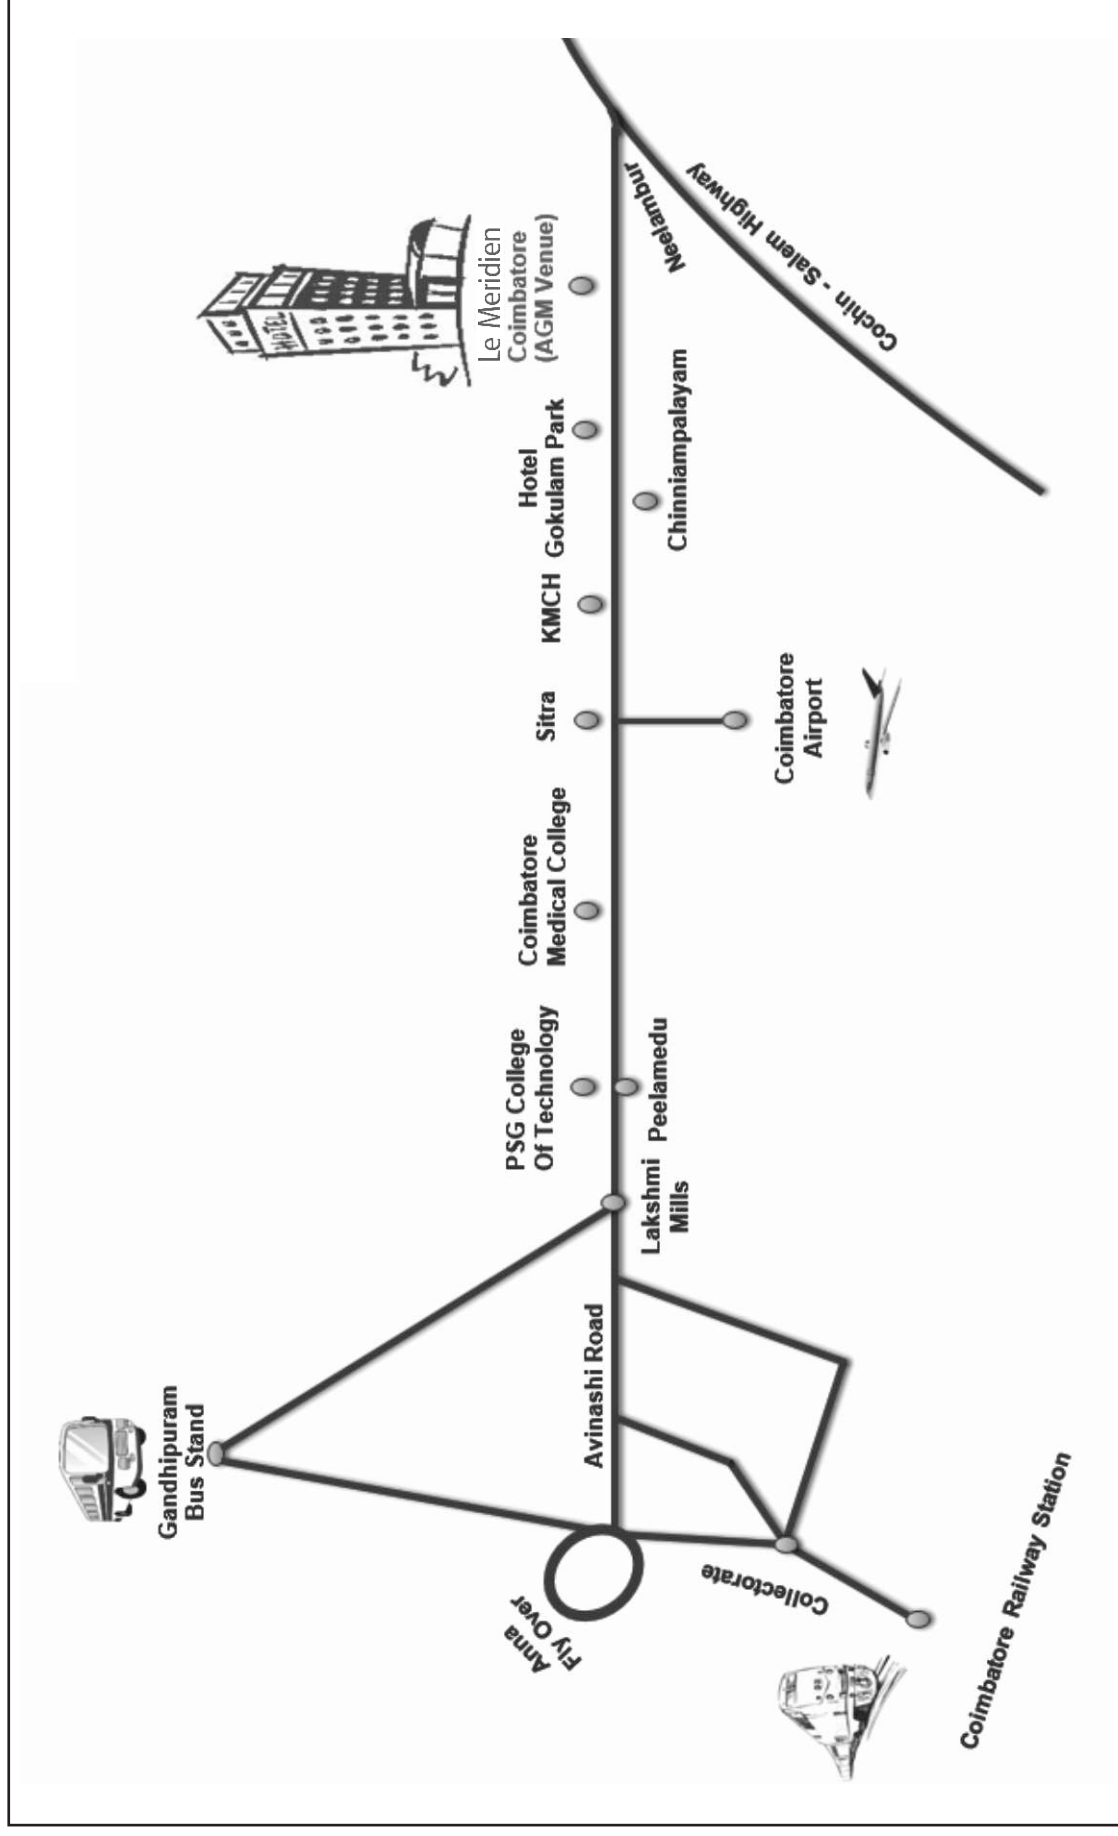 Gandhipuram
Bus Stand
HOTEL
Le Meridien
Coimbatore
(AGM Venue)
Anna
Fly Over
Avinashi Road
PSG College
Of Technology
Coimbatore
Medical College
Sitra
KMCH
Hotel
Gokulam Park
Lakshmi
Mills
Peelamedu
Chinniampalayam
Neelambur
Collectorate
Coimbatore
Airport
Cochin - Salem Highway
Coimbatore Railway Station